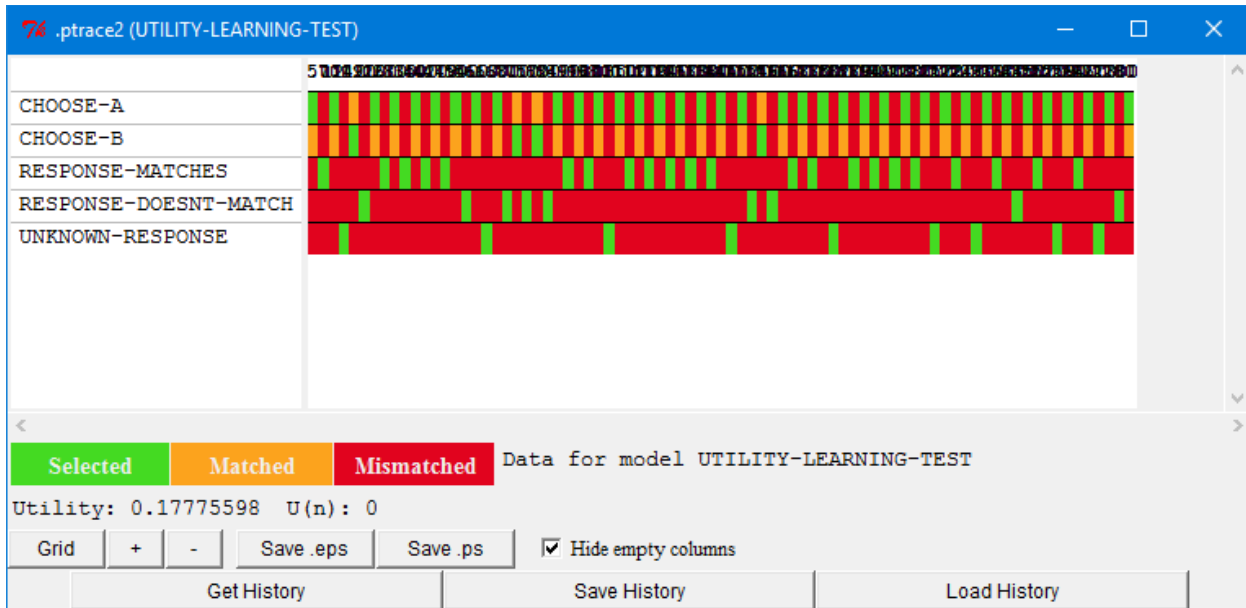 .ptrace2 (UTILITY-LEARNING-TEST)
CHOOSE-A
CHOOSE-B
RESPONSE-MATCHES
RESPONSE-DOESNT-MATCH
UNKNOWN-RESPONSE
Selected Matched Mismatched Data for model UTILITY-LEARNING-TEST
Utility: 0.17775598 U(n): 0
Grid + - Save .eps Save .ps Hide empty columns
Get History Save History Load History